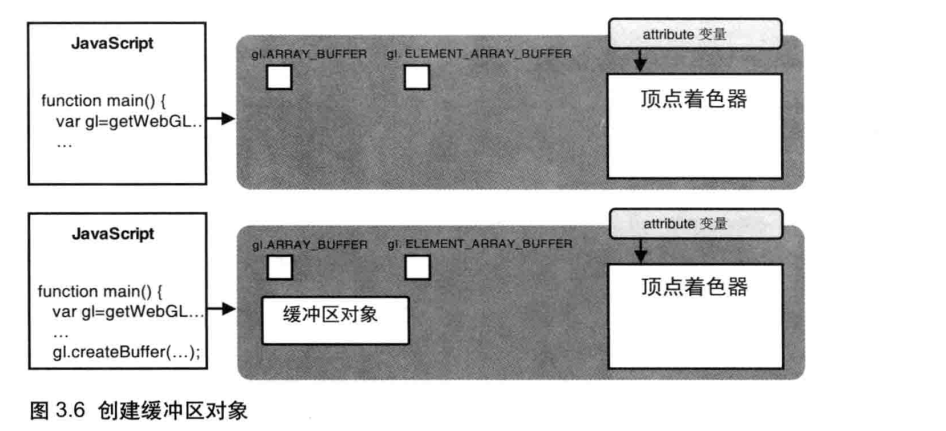 JavaScript
function main() {
var gl=getWebGL..
...
gl.ARRAY_BUFFER
gl. ELEMENT_ARRAY_BUFFER
attribute 变量
顶点着色器
JavaScript
function main() {
var gl=getWebGL...
...
gl.createBuffer(...);
gl.ARRAY_BUFFER
gl. ELEMENT_ARRAY_BUFFER
缓冲区对象
attribute 变量
顶点着色器
图 3.6 创建缓冲区对象